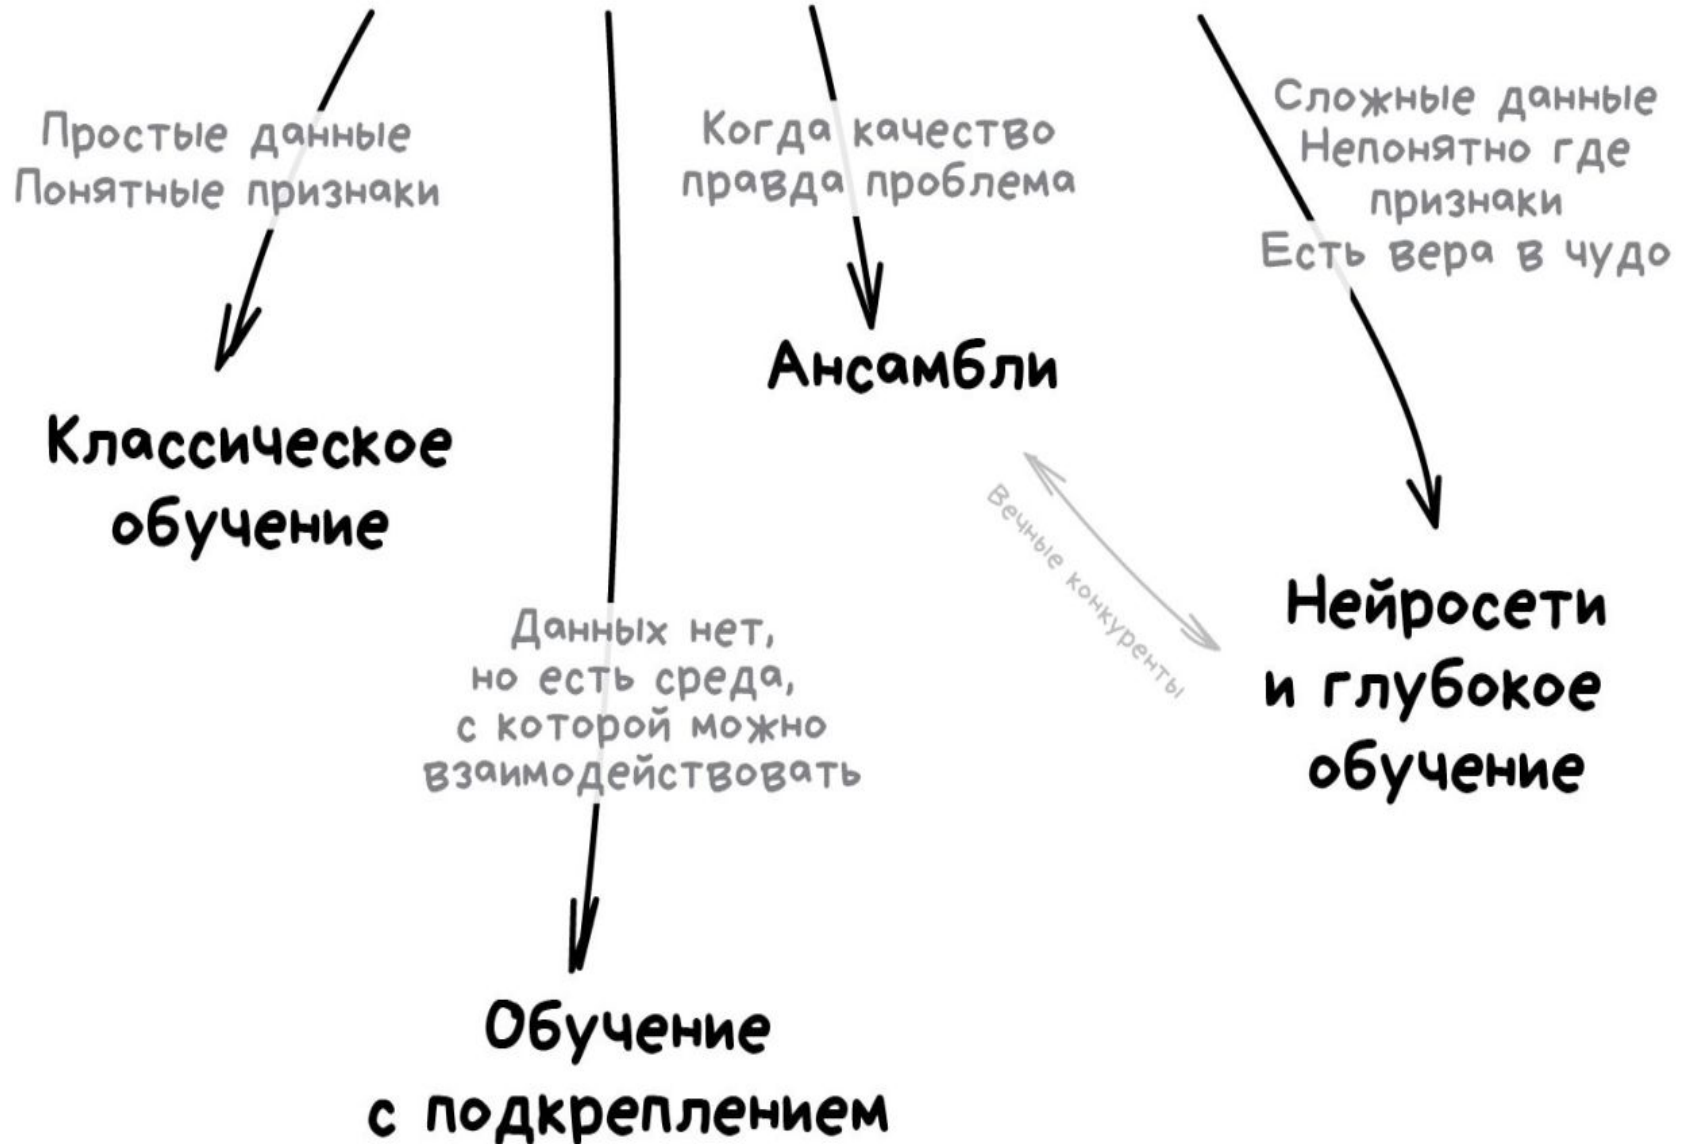 Простые данные
Понятные признаки
Классическое
обучение
Данных нет,
но есть среда,
с которой можно
взаимодействовать
Обучение
с подкреплением
Когда качество
правда проблема
Ансамбли
Вечные конкуренты
Сложные данные
Непонятно где
признаки
Есть вера в чудо
Нейросети
и глубокое
обучение